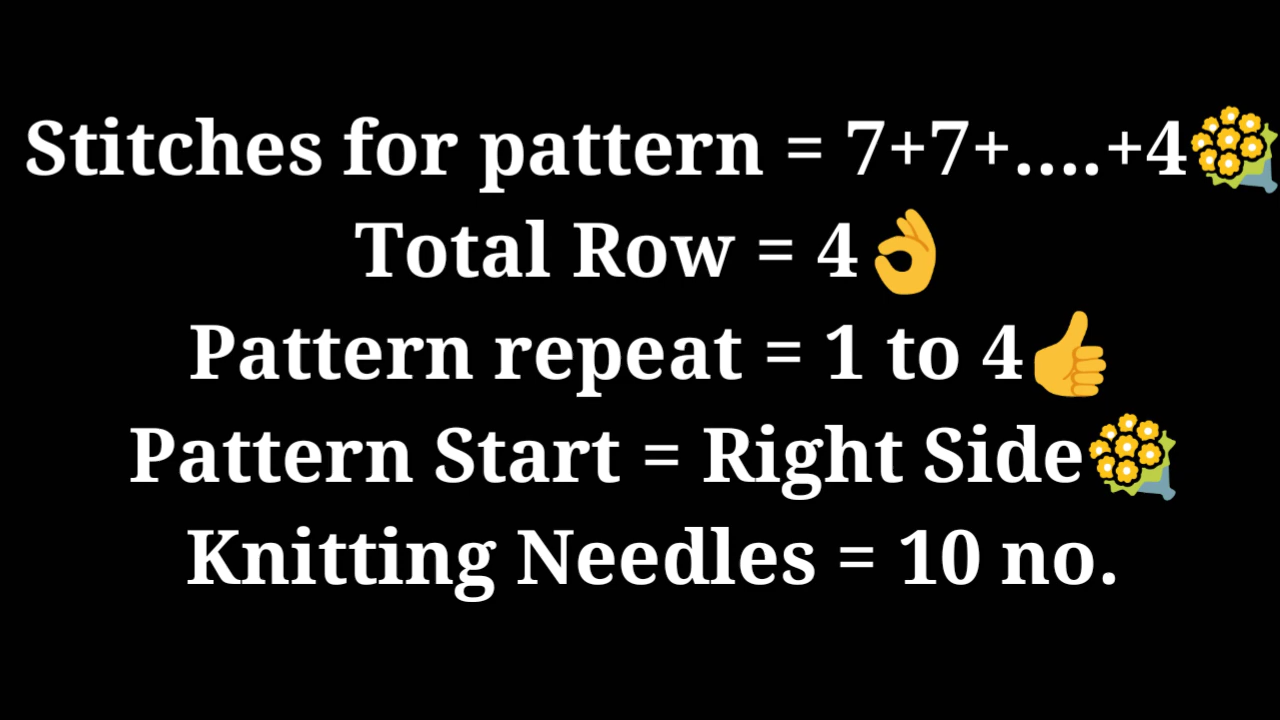 Stitches for pattern = 7+7+....+4💐
Total Row = 4👌
Pattern repeat = 1 to 4👍
Pattern Start = Right Side💐
Knitting Needles = 10 no.